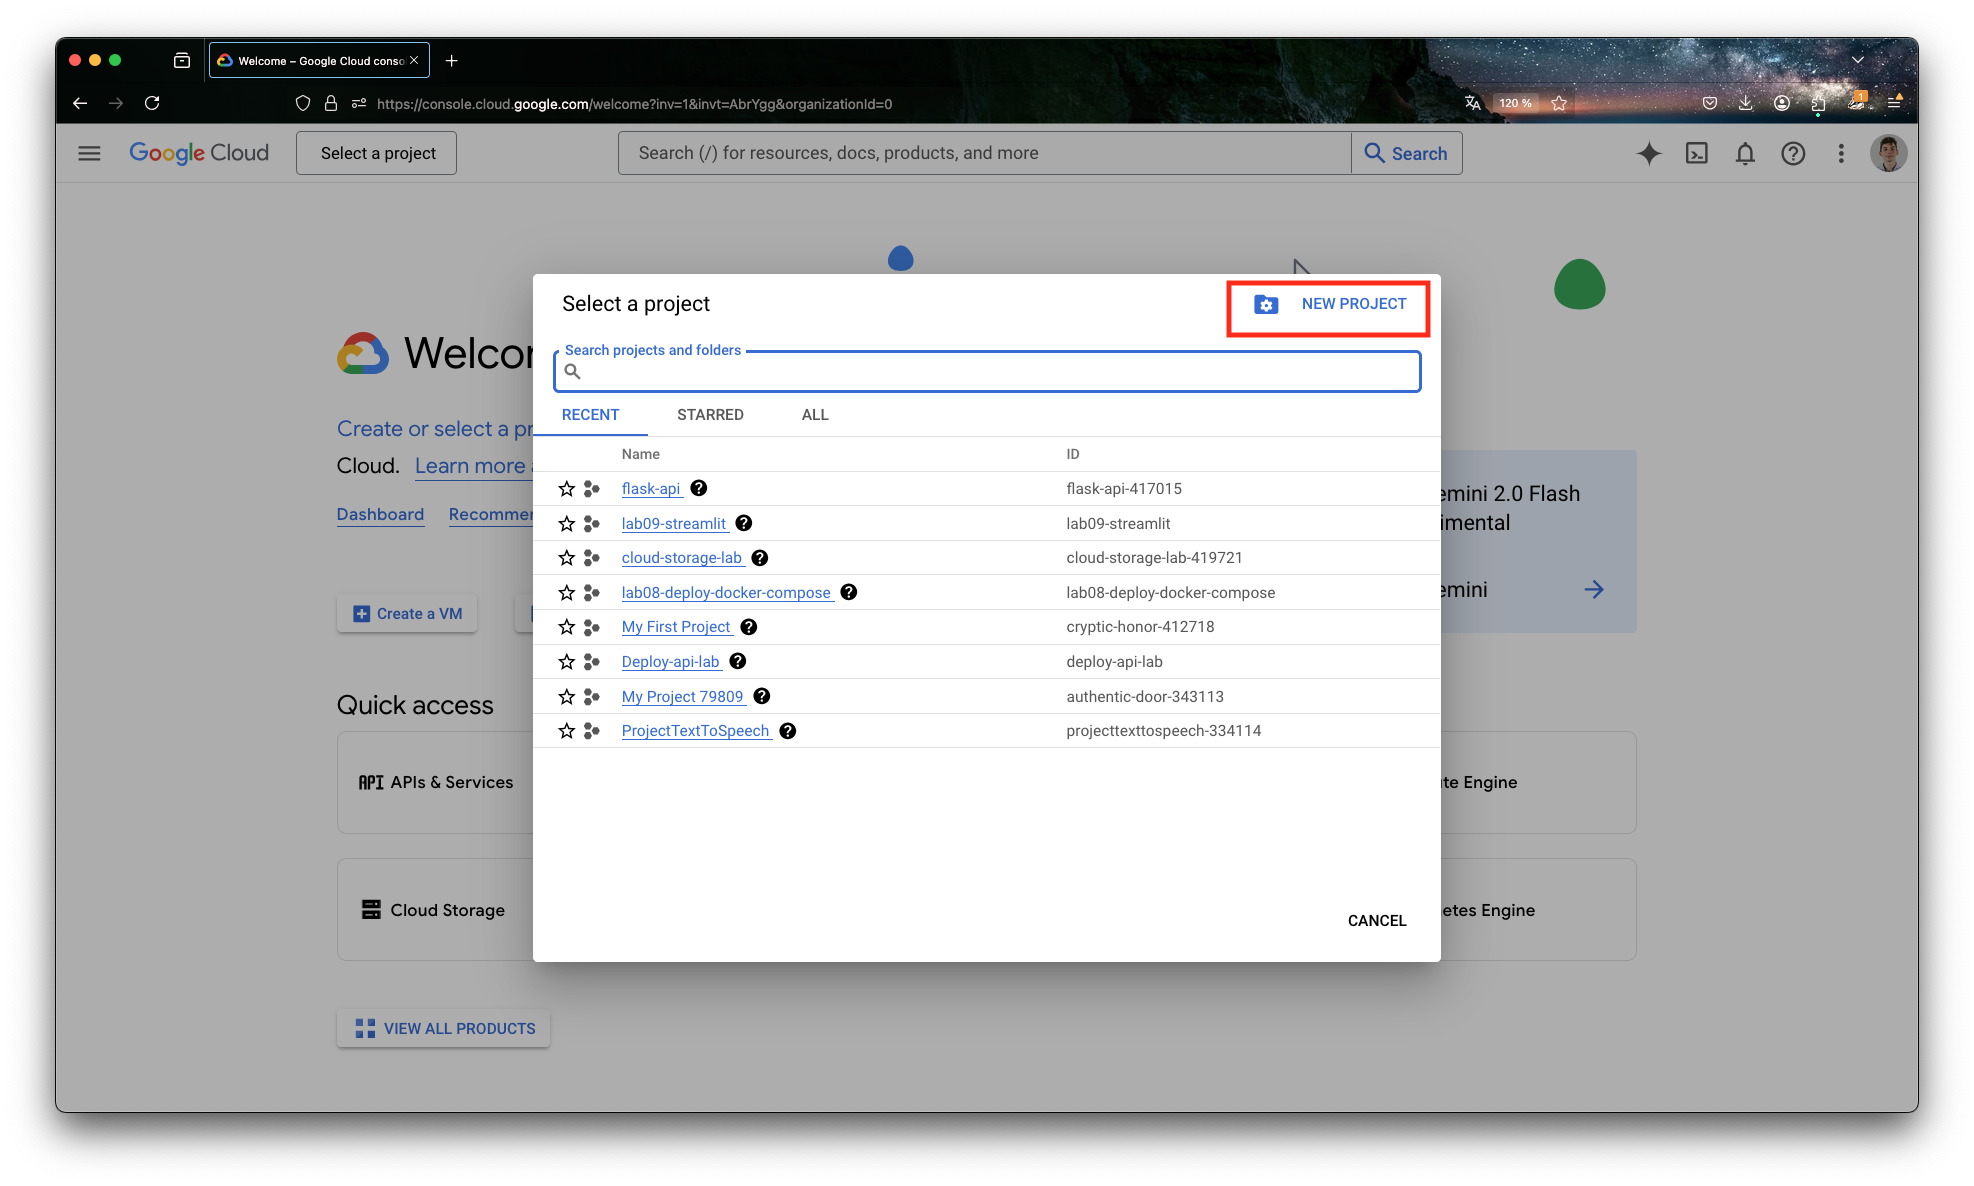 Welcome – Google Cloud conso
https://console.cloud.google.com/welcome?inv=1&invt=AbrYgg&organizationId=0
120 %
1
Google Cloud
Select a project
Search (/) for resources, docs, products, and more
Search
Select a project
NEW PROJECT
Search projects and folders
RECENT STARRED ALL
Name ID
flask-api flask-api-417015
lab09-streamlit lab09-streamlit
cloud-storage-lab cloud-storage-lab-419721
lab08-deploy-docker-compose lab08-deploy-docker-compose
My First Project cryptic-honor-412718
Deploy-api-lab deploy-api-lab
My Project 79809 authentic-door-343113
ProjectTextToSpeech projecttexttospeech-334114
CANCEL
Welcor
Create or select a pr
Cloud. Learn more
Dashboard Recommer
emini 2.0 Flash
imental
emini
Create a VM
Quick access
API APIs & Services
te Engine
Cloud Storage
etes Engine
VIEW ALL PRODUCTS